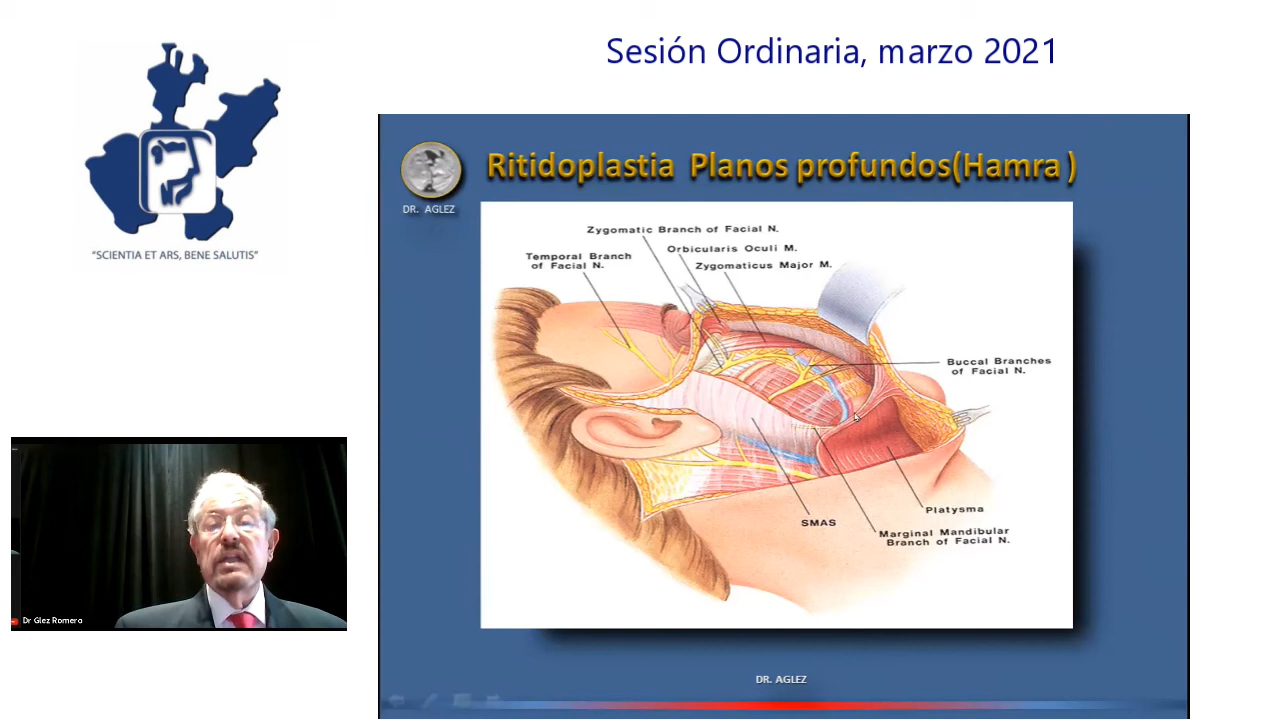 Sesión Ordinaria, marzo 2021
“SCIENTIA ET ARS, BENE SALUTIS”
Ritidoplastia Planos profundos(Hamra )
DR. AGLEZ
Zygomatic Branch of Facial N.
Orbicularis Oculi M.
Temporal Branch
of Facial N.
Zygomaticus Major M.
Buccal Branches
of Facial N.
Platysma
SMAS
Marginal Mandibular
Branch of Facial N.
Dr Glez Romero
DR. AGLEZ